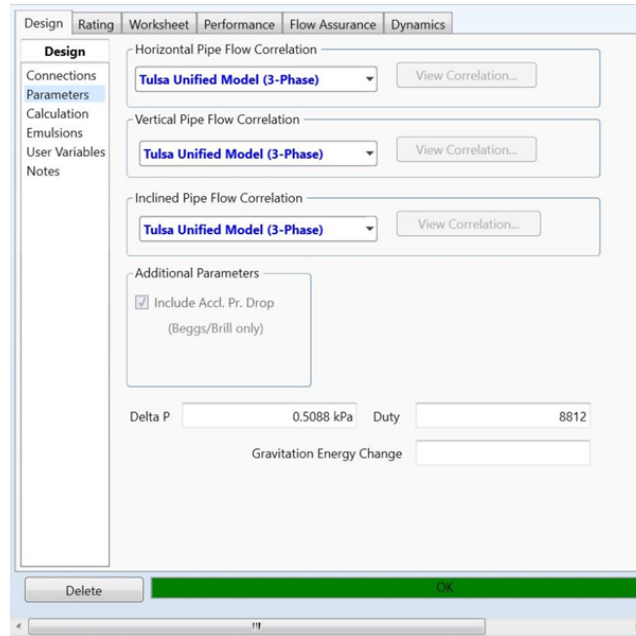 Design Rating Worksheet Performance Flow Assurance Dynamics
Design
Connections
Parameters
Calculation
Emulsions
User Variables
Notes
Horizontal Pipe Flow Correlation
Tulsa Unified Model (3-Phase) View Correlation...
Vertical Pipe Flow Correlation
Tulsa Unified Model (3-Phase) View Correlation...
Inclined Pipe Flow Correlation
Tulsa Unified Model (3-Phase) View Correlation...
Additional Parameters
Include Accl. Pr. Drop
(Beggs/Brill only)
Delta P 0.5088 kPa Duty 8812
Gravitation Energy Change
Delete OK